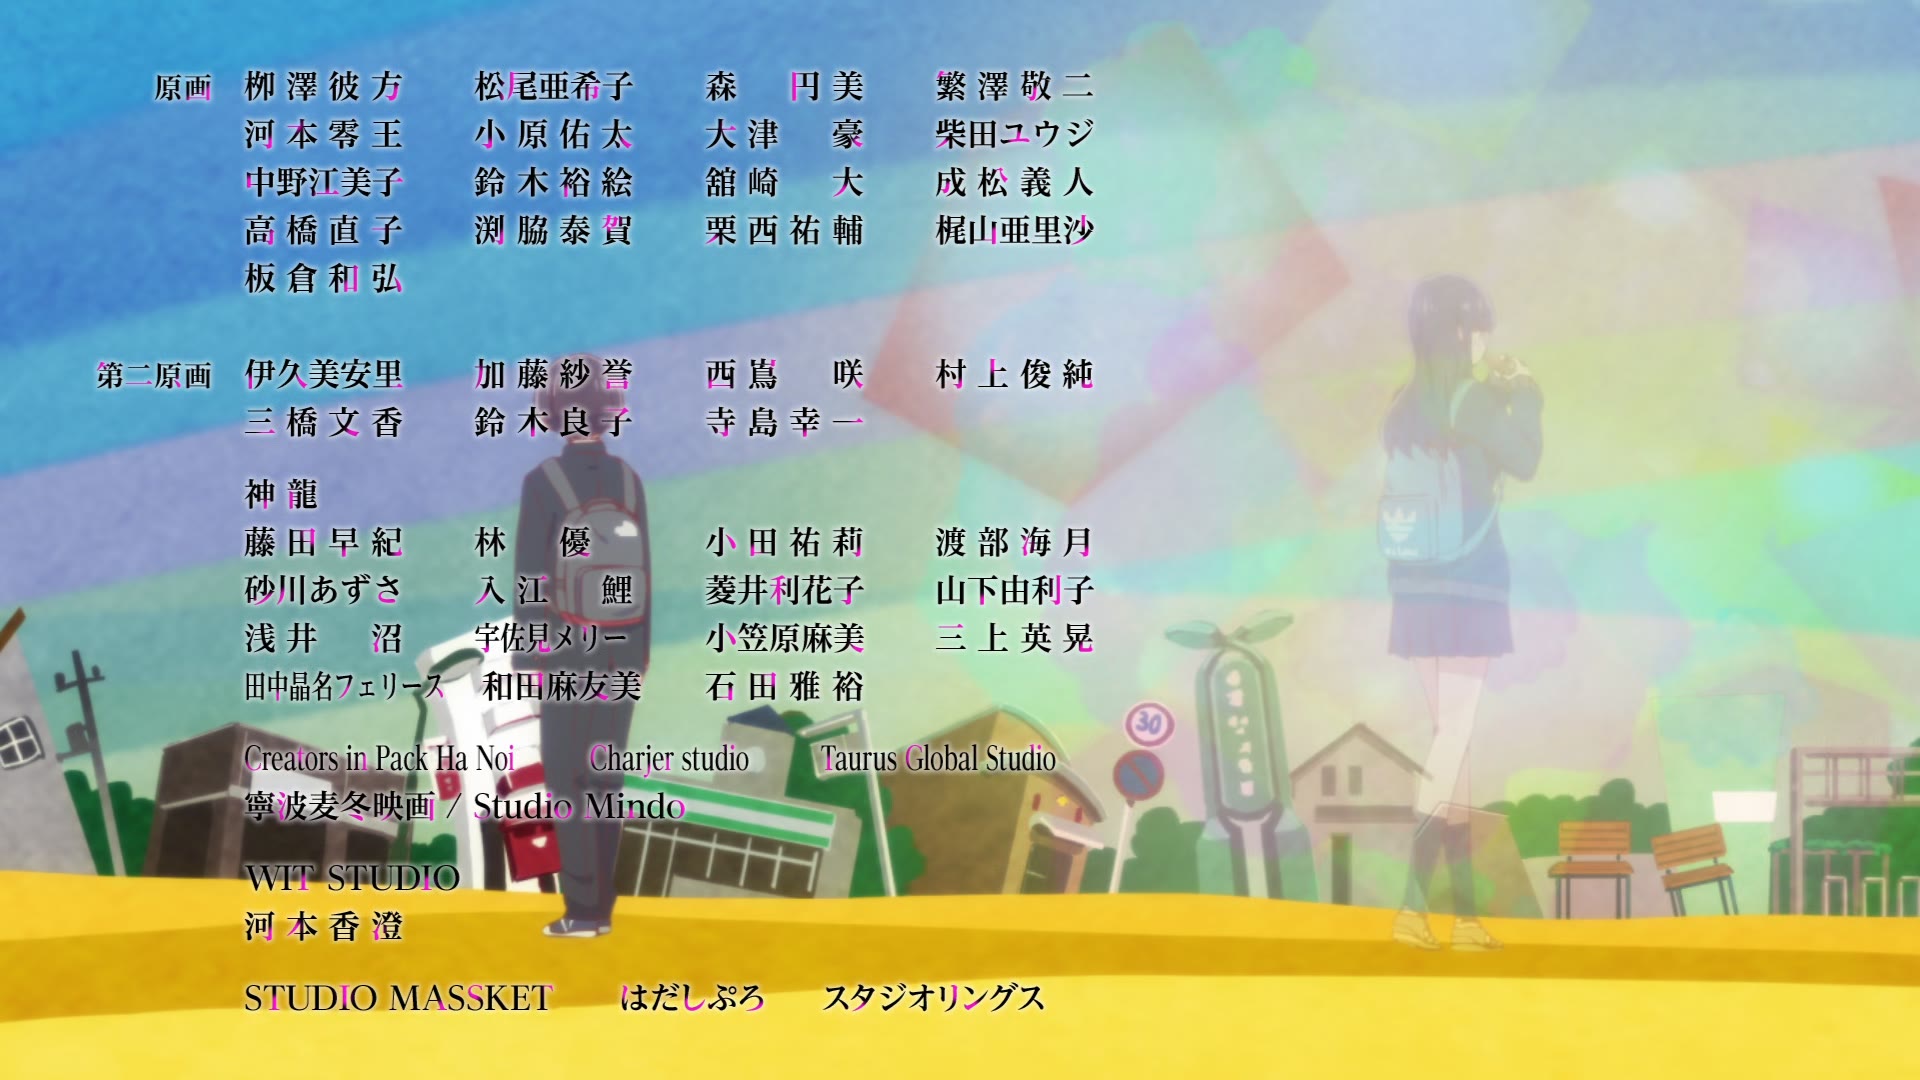 原画 栁澤彼方 松尾亜希子 森円美 繁澤敬二
河本零王 小原佑太 大津豪 柴田ユウジ
中野江美子 鈴木裕絵 舘崎大 成松義人
高橋直子 渕脇泰賀 栗西祐輔 梶山亜里沙
板倉和弘
第二原画 伊久美安里 加藤紗誉 西嶌咲 村上俊純
三橋文香 鈴木良子 寺島幸一
神龍
藤田早紀 林優 小田祐莉 渡部海月
砂川あずさ 入江鯉 菱井利花子 山下由利子
浅井沼 宇佐見メリー 小笠原麻美 三上英晃
田中晶名フェリース 和田麻友美 石田雅裕
Creators in Pack Ha Noi Charjer studio Taurus Global Studio
寧波麦冬映画 / Studio Mindo
WIT STUDIO
河本香澄
STUDIO MASSKET はだしぷろ スタジオリングス
30